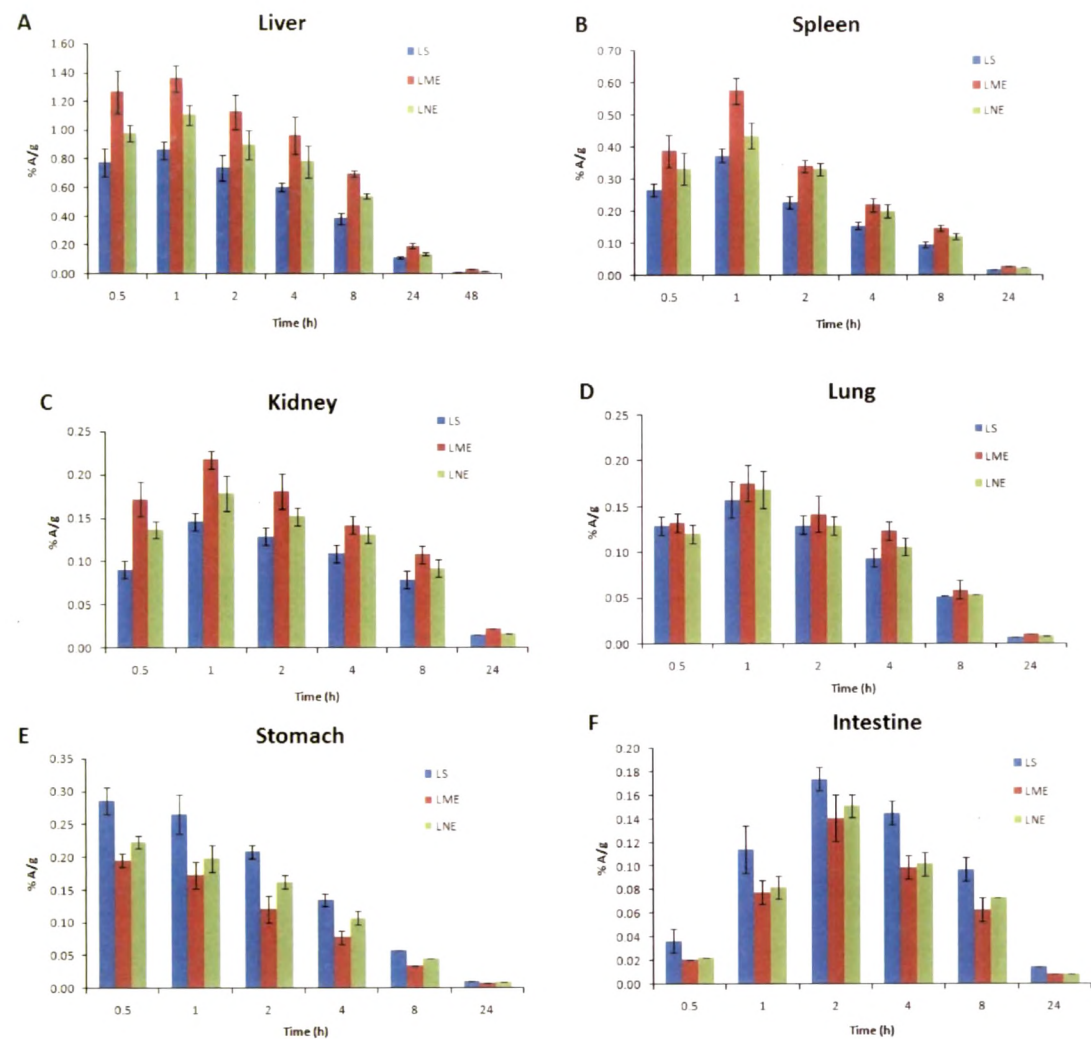 A
Liver
% A/g
1 60
1 40
1 20
1.00
0.80
0.60
0.40
0.20
0.00
LS
LME
LNE
0 5
1
2
4
8
24
48
Time (h)
B
Spleen
% A/g
0.70
0.60
0.50
0.40
0.30
0.20
0.10
0.00
LS
LME
LNE
0.5
1
2
4
8
24
Time (h)
C
Kidney
% A/g
0.25
0.20
0.15
0.10
0.05
0.00
LS
LME
LNE
0.5
1
2
4
8
24
Time (h)
D
Lung
% A/g
0 25
0.20
0.15
0.10
0.05
0.00
LS
LME
LNE
0 5
1
2
4
8
24
Time (h)
E
Stomach
% A/g
0.35
0.30
0.25
0.20
0.15
0.10
0.05
0.00
LS
LME
LNE
0.5
1
2
4
8
24
Time (h)
F
Intestine
% A/g
0.20
0.18
0.16
0.14
0.12
0.10
0.08
0.06
0.04
0.02
0.00
LS
LME
LNE
0.5
1
2
4
8
24
Time (h)